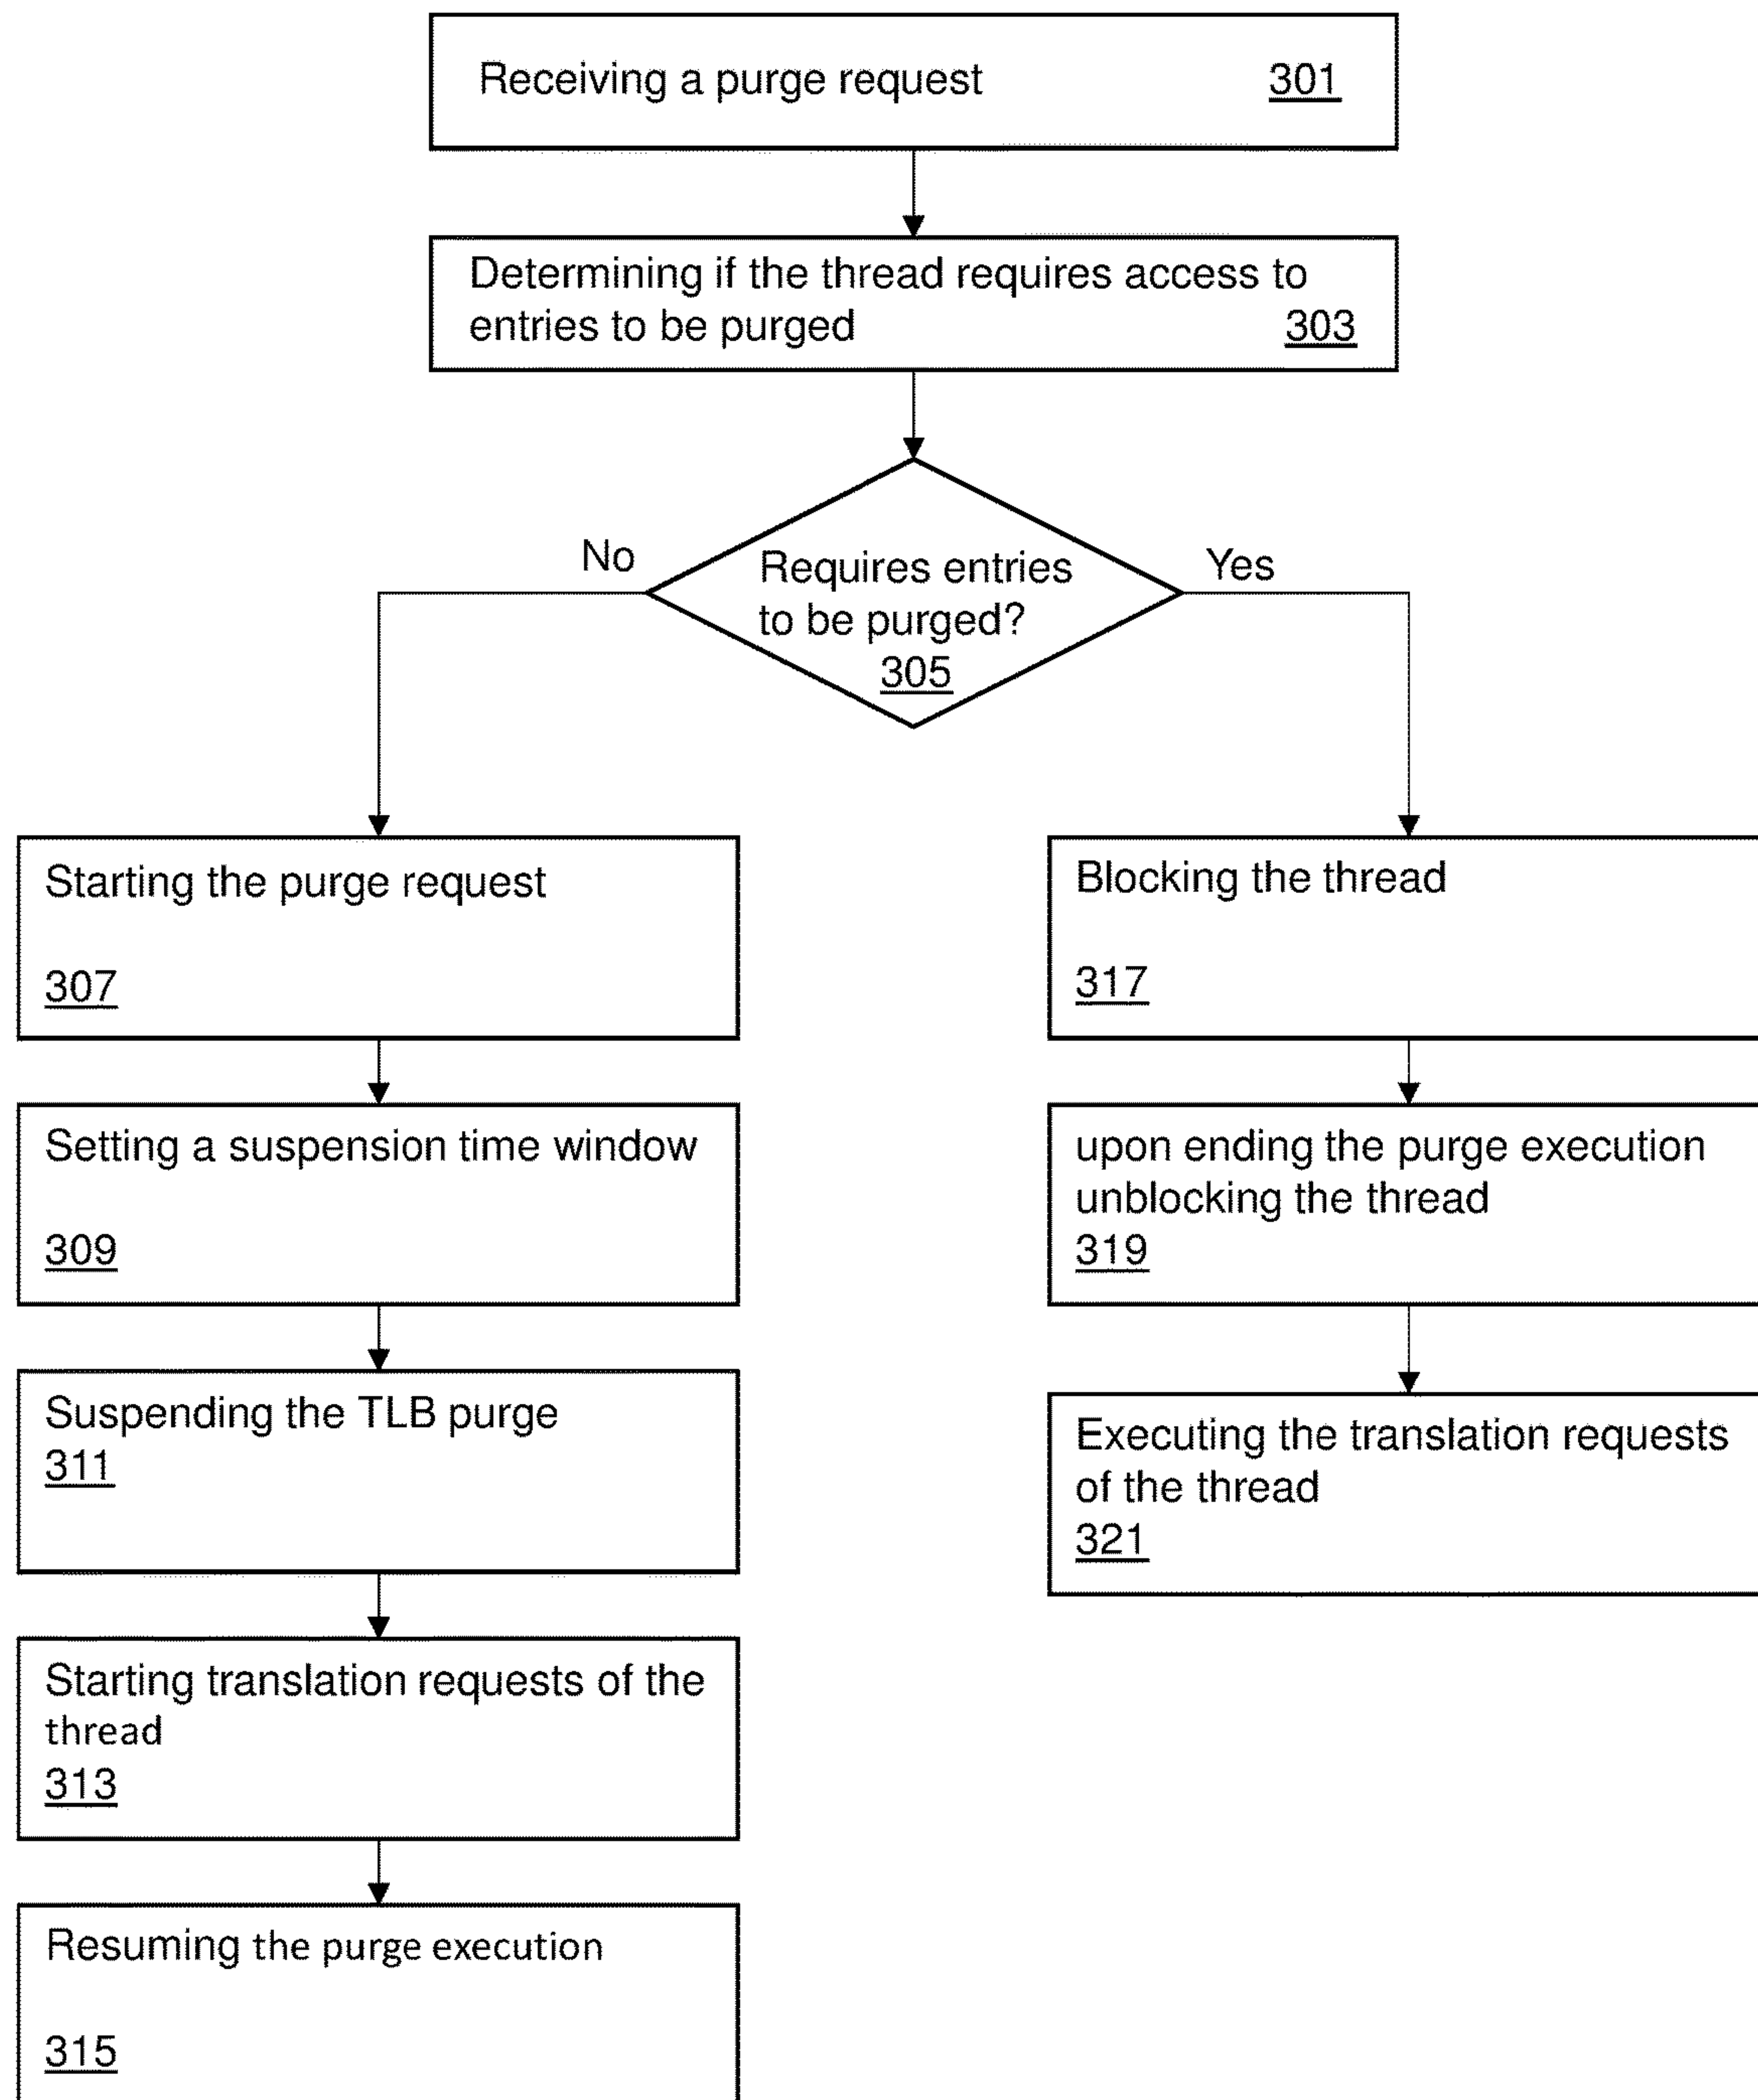 Receiving a purge request 301
Determining if the thread requires access to
entries to be purged 303
No
Yes
Requires entries
to be purged?
305
Starting the purge request
307
Setting a suspension time window
309
Suspending the TLB purge
311
Starting translation requests of the
thread
313
Resuming the purge execution
315
Blocking the thread
317
upon ending the purge execution
unblocking the thread
319
Executing the translation requests
of the thread
321